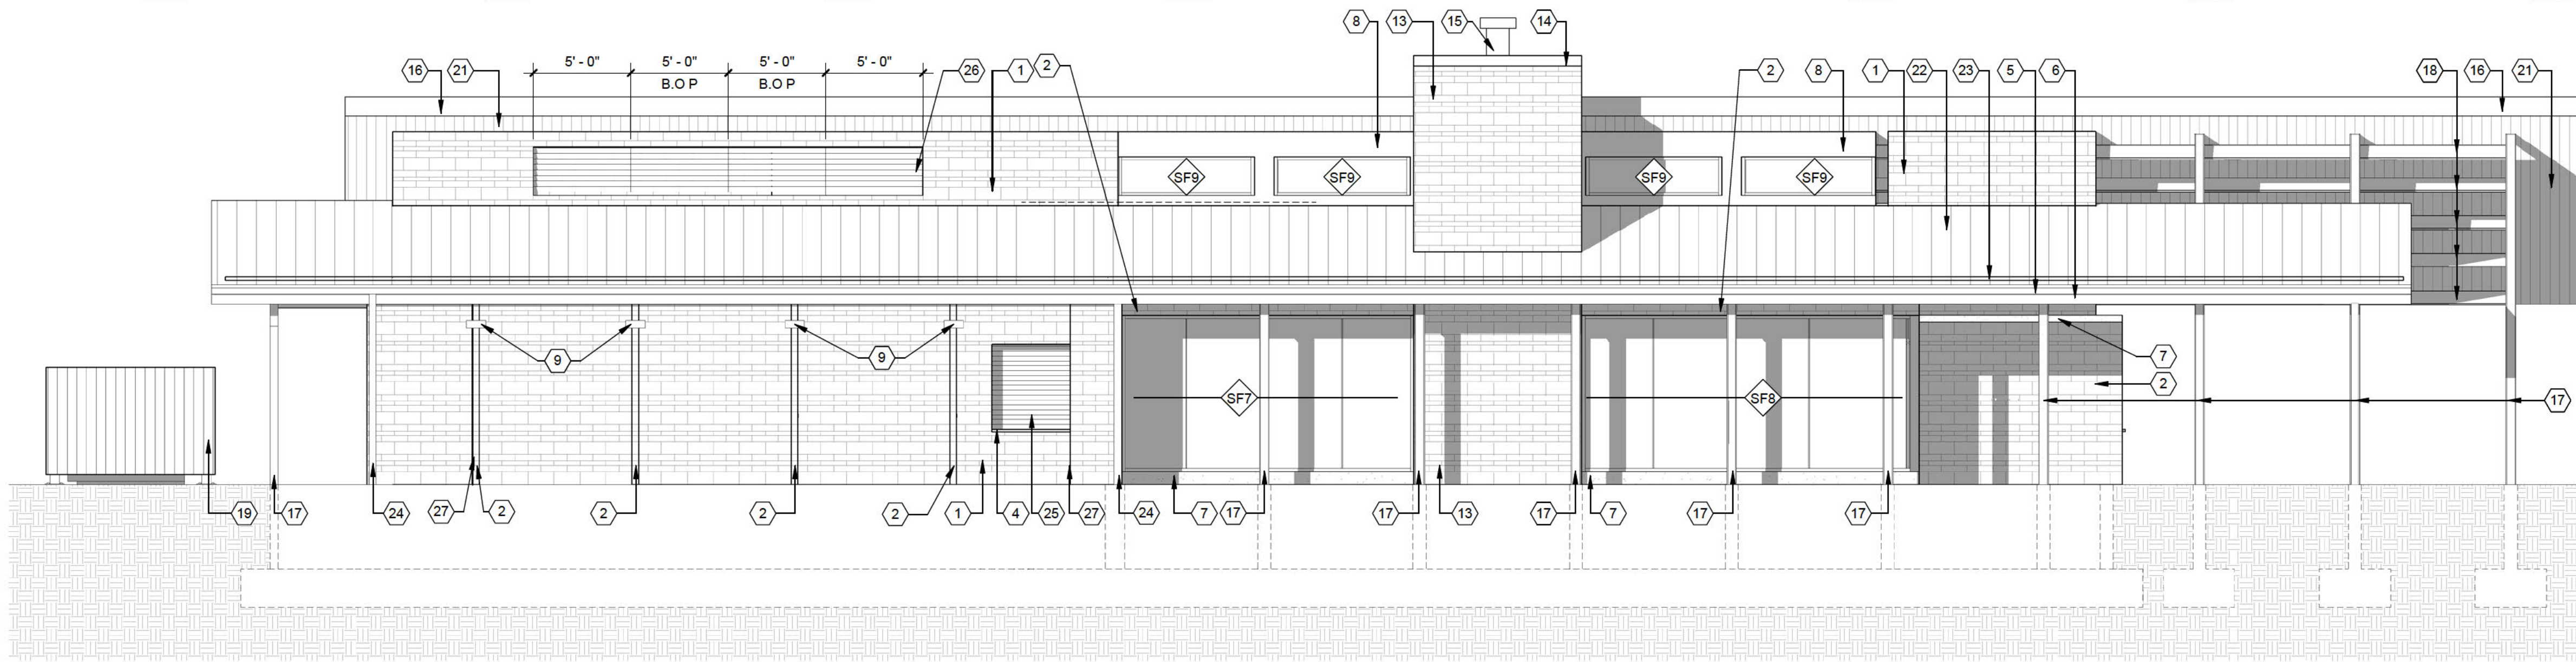 8 13 15 14
5' - 0" 5' - 0" 5' - 0" 5' - 0"
16 21 26 1 2 2 8 1 22 23 5 6 18 16 21
B.O P B.O P
SF9 SF9 SF9 SF9
9 9 7
2
SF7 SF8 17
19 17 24 27 2 2 2 2 1 4 25 27 24 7 17 17 13 17 7 17 17